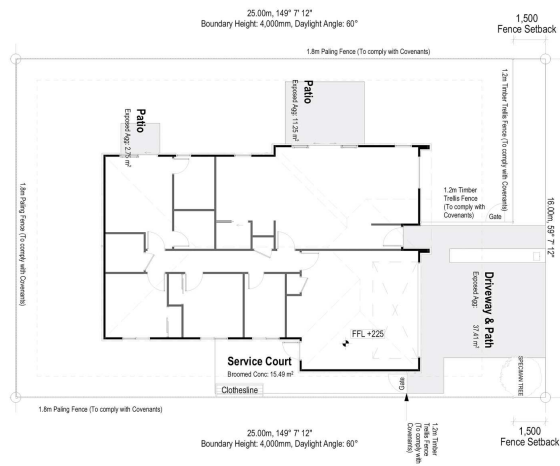 25.00m, 149° 7' 12"
Boundary Height: 4,000mm, Daylight Angle: 60°
1,500
Fence Setback
1.8m Paling Fence (To comply with Covenants)
Patio
Exposed Agg: 2.75 m²
Patio
Exposed Agg: 11.25 m²
1.2m Timber Trellis Fence (To comply with Covenants)
1.8m Paling Fence (To comply with Covenants)
1.2m Timber
Trellis Fence
(To comply with
Covenants)
Gate
16.00m, 59° 7' 12"
Driveway & Path
Exposed Agg:
37.41 m²
FFL +225
Service Court
Broomed Conc: 15.49 m²
Clothesline
Gate
SPECIMAN TREE
1.8m Paling Fence (To comply with Covenants)
1.2m Timber
Trellis Fence
(To comply with
Covenants)
25.00m, 149° 7' 12"
Boundary Height: 4,000mm, Daylight Angle: 60°
1,500
Fence Setback